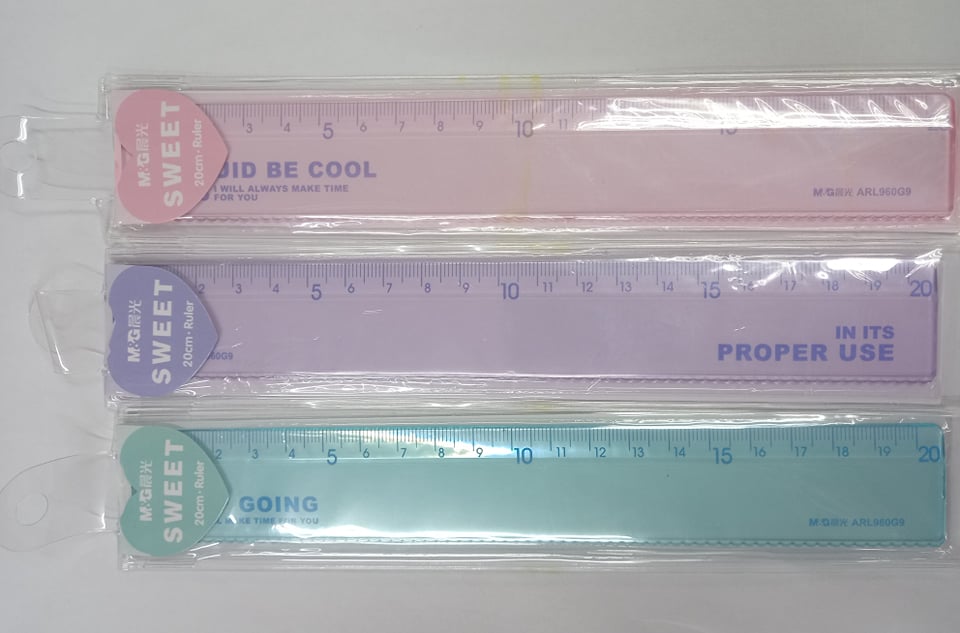 M&G晨光
SWEET
20cm·Ruler
3 4 5 6 7 8 9 10 11 15 20
BE COOL
I WILL ALWAYS MAKE TIME
FOR YOU
M&G晨光 ARL960G9
M&G晨光
SWEET
20cm·Ruler
2 3 4 5 6 7 8 9 10 11 12 13 14 15 16 17 18 19 20
60G9
IN ITS
PROPER USE
M&G晨光
SWEET
20cm·Ruler
2 3 4 5 6 7 8 9 10 11 12 13 14 15 16 17 18 19 20
GOING
MAKE TIME FOR YOU
M&G晨光 ARL960G9